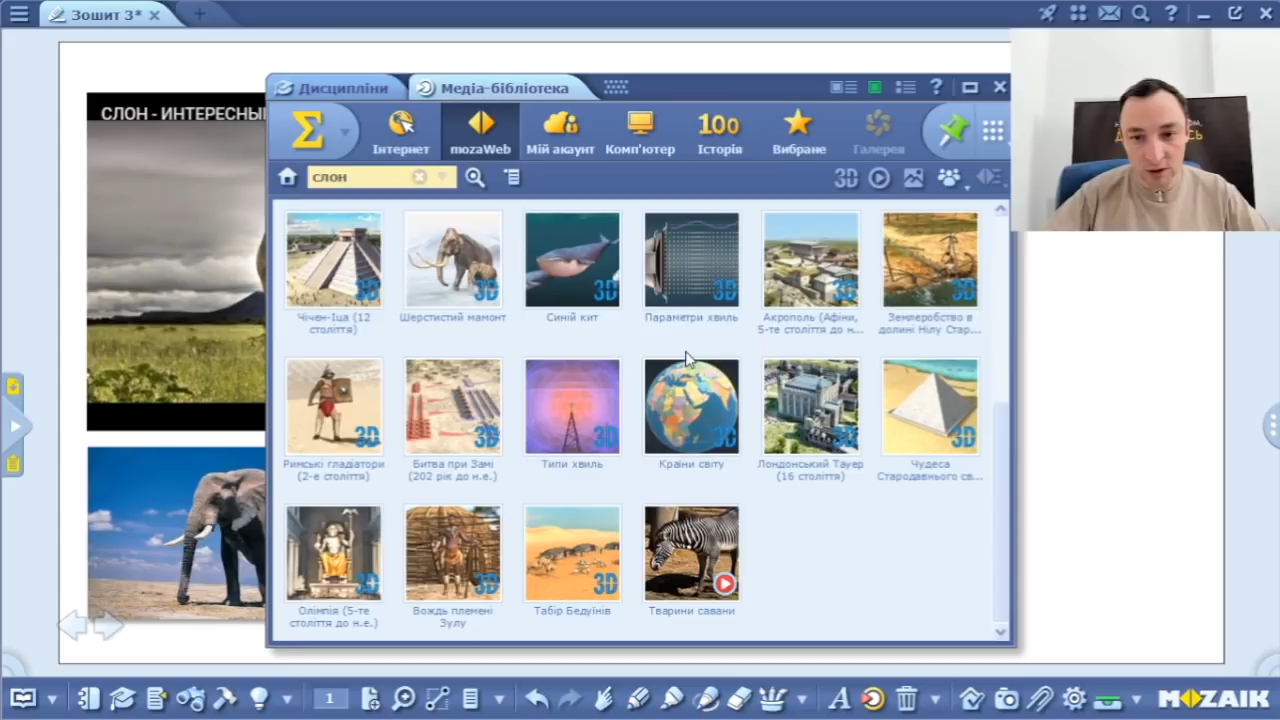 Зошит 3*
СЛОН - ИНТЕРЕСНЫ
Дисципліни
Медіа-бібліотека
Інтернет
mozaWeb
Мій акаунт
Комп'ютер
100
Історія
Вибране
Галерея
слон
3D
Чічен-Іца (12 століття)
Шерстистий мамонт
Синій кит
Параметри хвиль
Акрополь (Афіни, 5-те століття до н...
Землеробство в долині Нілу Стар...
Римські гладіатори (2-е століття)
Битва при Замі (202 рік до н.е.)
Типи хвиль
Країни світу
Лондонський Тауер (16 століття)
Чудеса Стародавнього св...
Олімпія (5-те століття до н.е.)
Вождь племені Зулу
Табір Бедуїнів
Тварини савани
1
MOZAIK